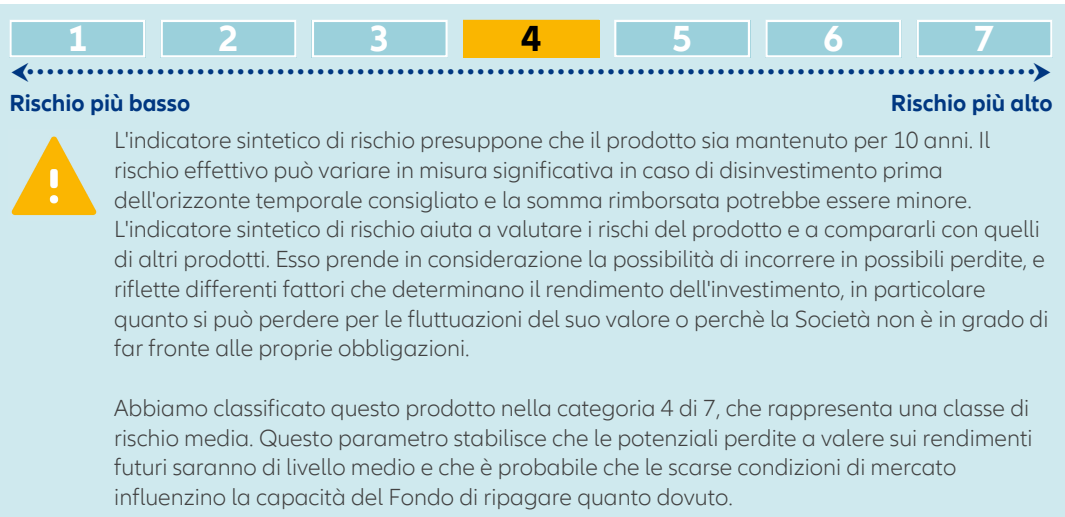 1 2 3 4 5 6 7
Rischio più basso Rischio più alto
L'indicatore sintetico di rischio presuppone che il prodotto sia mantenuto per 10 anni. Il
rischio effettivo può variare in misura significativa in caso di disinvestimento prima
dell'orizzonte temporale consigliato e la somma rimborsata potrebbe essere minore.
L'indicatore sintetico di rischio aiuta a valutare i rischi del prodotto e a compararli con quelli
di altri prodotti. Esso prende in considerazione la possibilità di incorrere in possibili perdite, e
riflette differenti fattori che determinano il rendimento dell'investimento, in particolare
quanto si può perdere per le fluttuazioni del suo valore o perchè la Società non è in grado di
far fronte alle proprie obbligazioni.
Abbiamo classificato questo prodotto nella categoria 4 di 7, che rappresenta una classe di
rischio media. Questo parametro stabilisce che le potenziali perdite a valere sui rendimenti
futuri saranno di livello medio e che è probabile che le scarse condizioni di mercato
influenzino la capacità del Fondo di ripagare quanto dovuto.